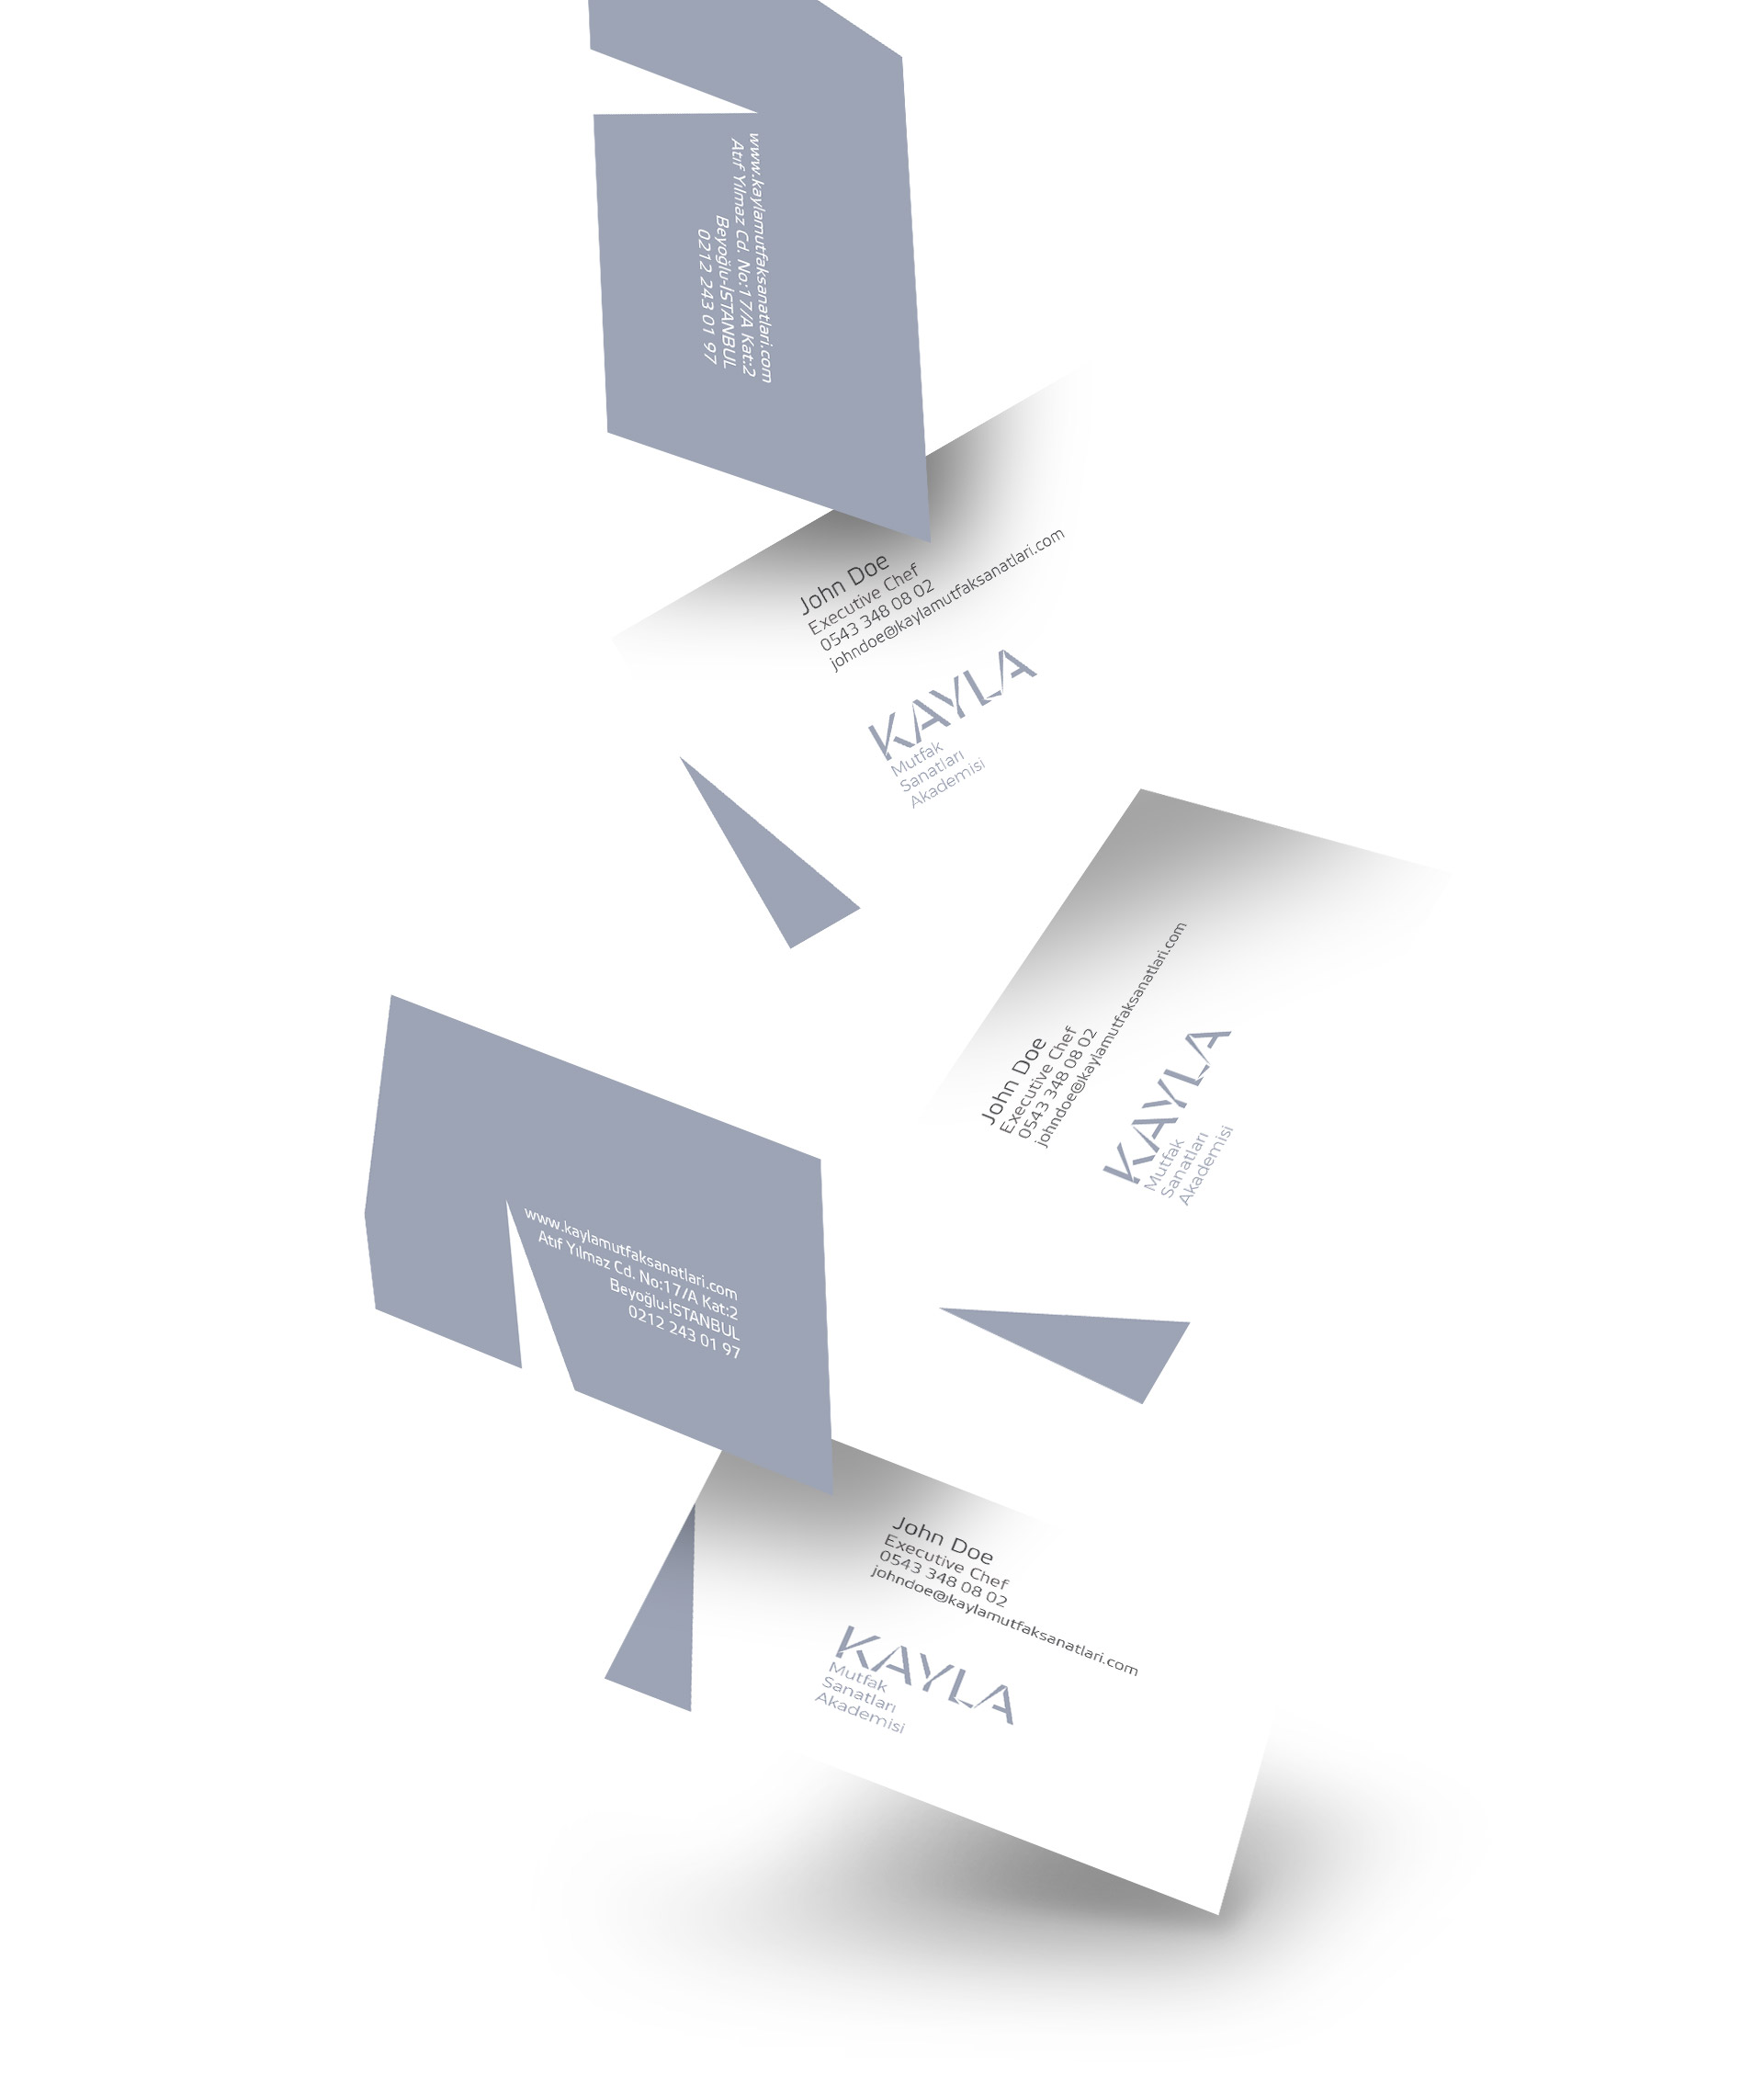 www.kaylamutfaksanatlari.com
Atıf Yılmaz Cd. No:17/A Kat:2
Beyoğlu-İSTANBUL
0212 243 01 97
John Doe
Executive Chef
0543 348 08 02
johndoe@kaylamutfaksanatlari.com
KAYLA
Mutfak
Sanatları
Akademisi
John Doe
Executive Chef
0543 348 08 02
johndoe@kaylamutfaksanatlari.com
KAYLA
Mutfak
Sanatları
Akademisi
www.kaylamutfaksanatlari.com
Atıf Yılmaz Cd. No:17/A Kat:2
Beyoğlu-İSTANBUL
0212 243 01 97
John Doe
Executive Chef
0543 348 08 02
johndoe@kaylamutfaksanatlari.com
KAYLA
Mutfak
Sanatları
Akademisi